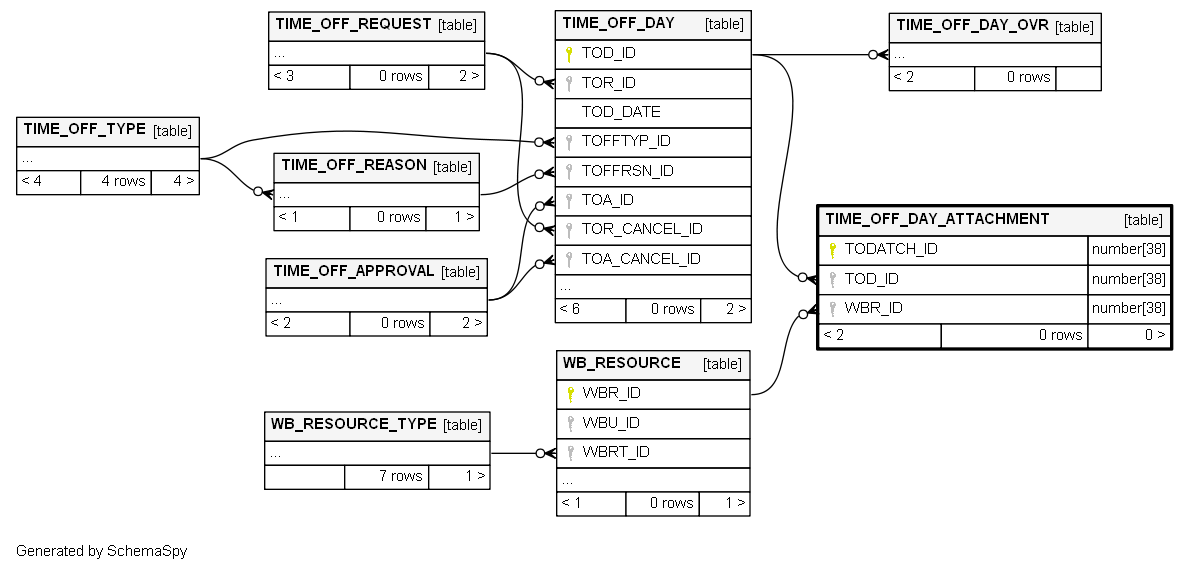 TIME_OFF_REQUEST [table]
...
< 3 0 rows 2 >
TIME_OFF_DAY [table]
TOD_ID
TOR_ID
TOD_DATE
TOFFTYP_ID
TOFFRSN_ID
TOA_ID
TOR_CANCEL_ID
TOA_CANCEL_ID
...
< 6 0 rows 2 >
TIME_OFF_DAY_OVR [table]
...
< 2 0 rows
TIME_OFF_TYPE [table]
...
< 4 4 rows 4 >
TIME_OFF_REASON [table]
...
< 1 0 rows 1 >
TIME_OFF_APPROVAL [table]
...
< 2 0 rows 2 >
TIME_OFF_DAY_ATTACHMENT [table]
TODATCH_ID number[38]
TOD_ID number[38]
WBR_ID number[38]
< 2 0 rows 0 >
WB_RESOURCE [table]
WBR_ID
WBU_ID
WBRT_ID
...
< 1 0 rows 1 >
WB_RESOURCE_TYPE [table]
...
7 rows 1 >
Generated by SchemaSpy